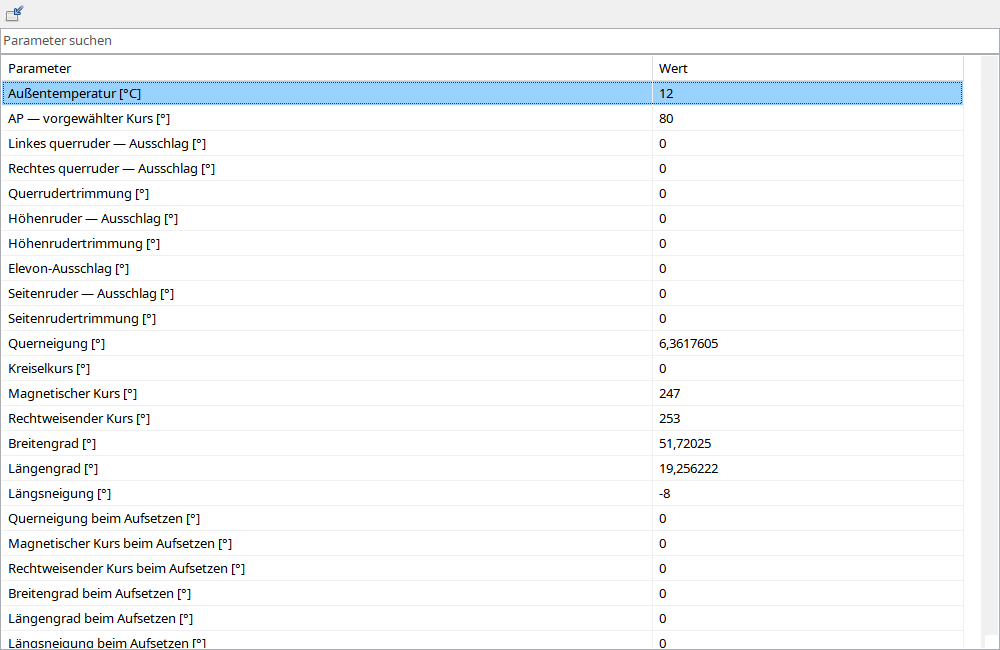 Parameter suchen
Parameter Wert
Außentemperatur [°C] 12
AP — vorgewählter Kurs [°] 80
Linkes querruder — Ausschlag [°] 0
Rechtes querruder — Ausschlag [°] 0
Querrudertrimmung [°] 0
Höhenruder — Ausschlag [°] 0
Höhenrudertrimmung [°] 0
Elevon-Ausschlag [°] 0
Seitenruder — Ausschlag [°] 0
Seitenrudertrimmung [°] 0
Querneigung [°] 6,3617605
Kreiselkurs [°] 0
Magnetischer Kurs [°] 247
Rechtweisender Kurs [°] 253
Breitengrad [°] 51,72025
Längengrad [°] 19,256222
Längsneigung [°] -8
Querneigung beim Aufsetzen [°] 0
Magnetischer Kurs beim Aufsetzen [°] 0
Rechtweisender Kurs beim Aufsetzen [°] 0
Breitengrad beim Aufsetzen [°] 0
Längengrad beim Aufsetzen [°] 0
Längsneigung beim Aufsetzen [°] 0